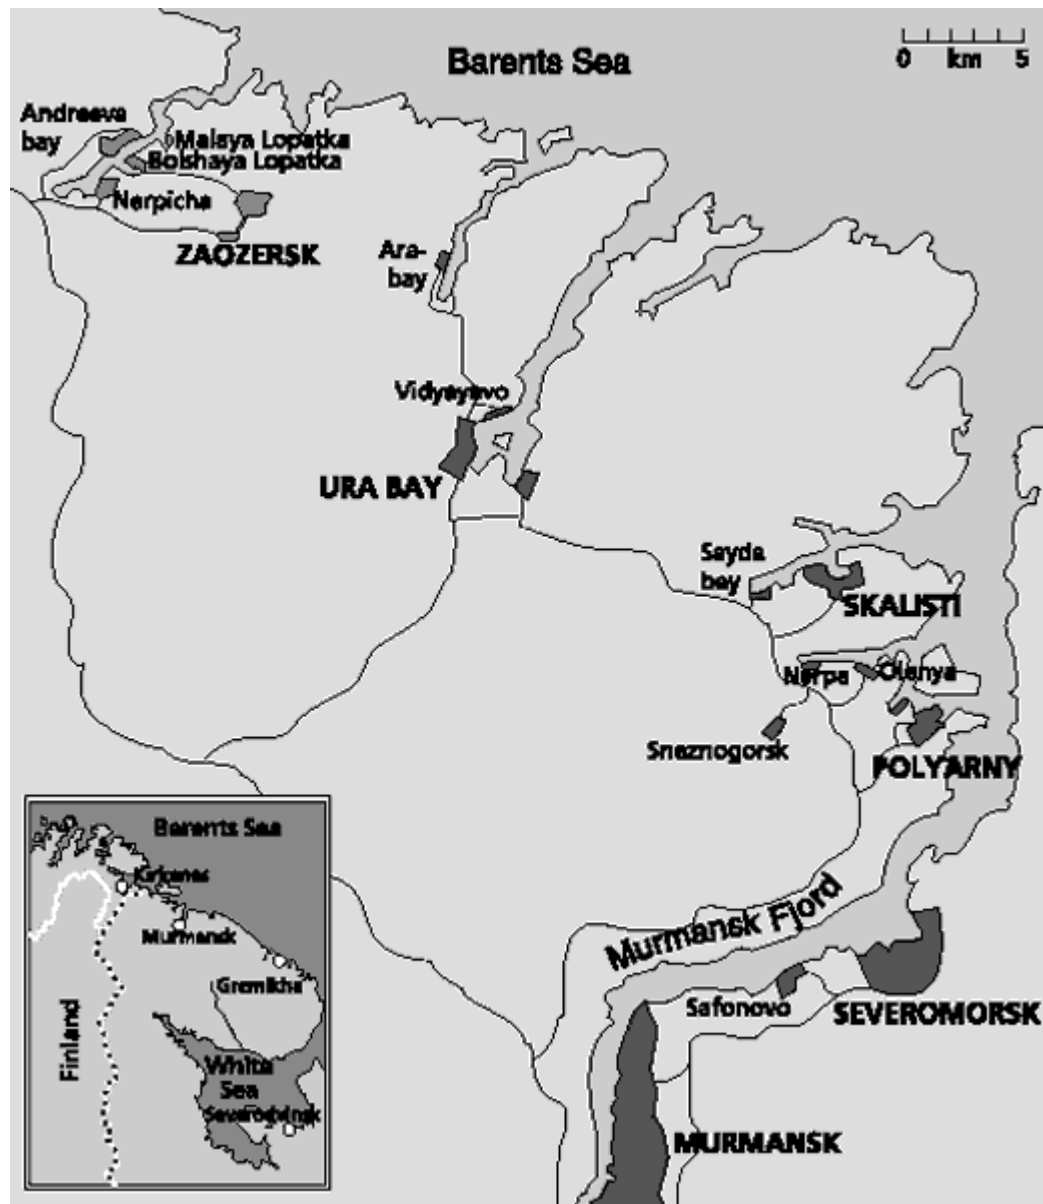 Barents Sea
0 km 5
Andreeva
bay
Malaya Lopatka
Bolshaya Lopatka
Nerpicha
ZAOZERSK
Ara-
bay
Vidyayevo
URA BAY
Sayda
bay
SKALISTI
Nerpa
Olenya
Sneznogorsk
POLYARNY
Murmansk Fjord
Safonovo
SEVEROMORSK
MURMANSK
Barents Sea
Kirkenes
Murmansk
Gremikha
Finland
White
Sea
Severodvinsk